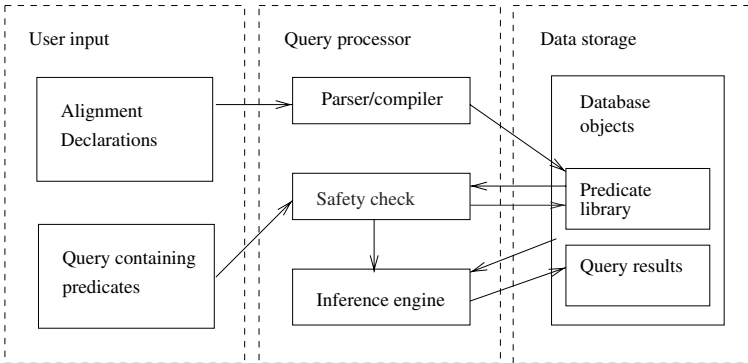 User input
Query processor
Data storage
Alignment
Declarations
Parser/compiler
Database
objects
Safety check
Predicate
library
Query containing
predicates
Inference engine
Query results